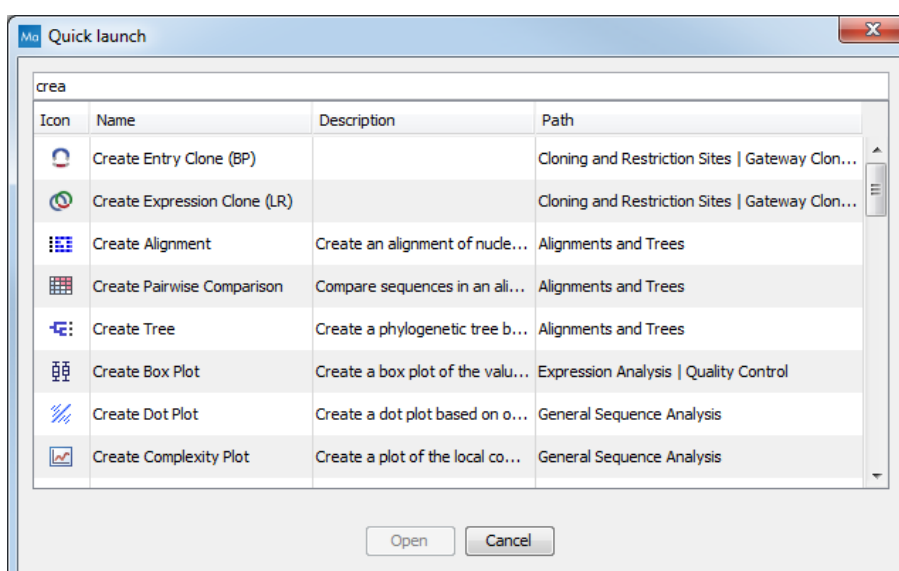 Ma Quick launch
crea
Icon Name Description Path
Create Entry Clone (BP) Cloning and Restriction Sites | Gateway Clon...
Create Expression Clone (LR) Cloning and Restriction Sites | Gateway Clon...
Create Alignment Create an alignment of nucle... Alignments and Trees
Create Pairwise Comparison Compare sequences in an ali... Alignments and Trees
Create Tree Create a phylogenetic tree b... Alignments and Trees
Create Box Plot Create a box plot of the valu... Expression Analysis | Quality Control
Create Dot Plot Create a dot plot based on o... General Sequence Analysis
Create Complexity Plot Create a plot of the local co... General Sequence Analysis
Open Cancel